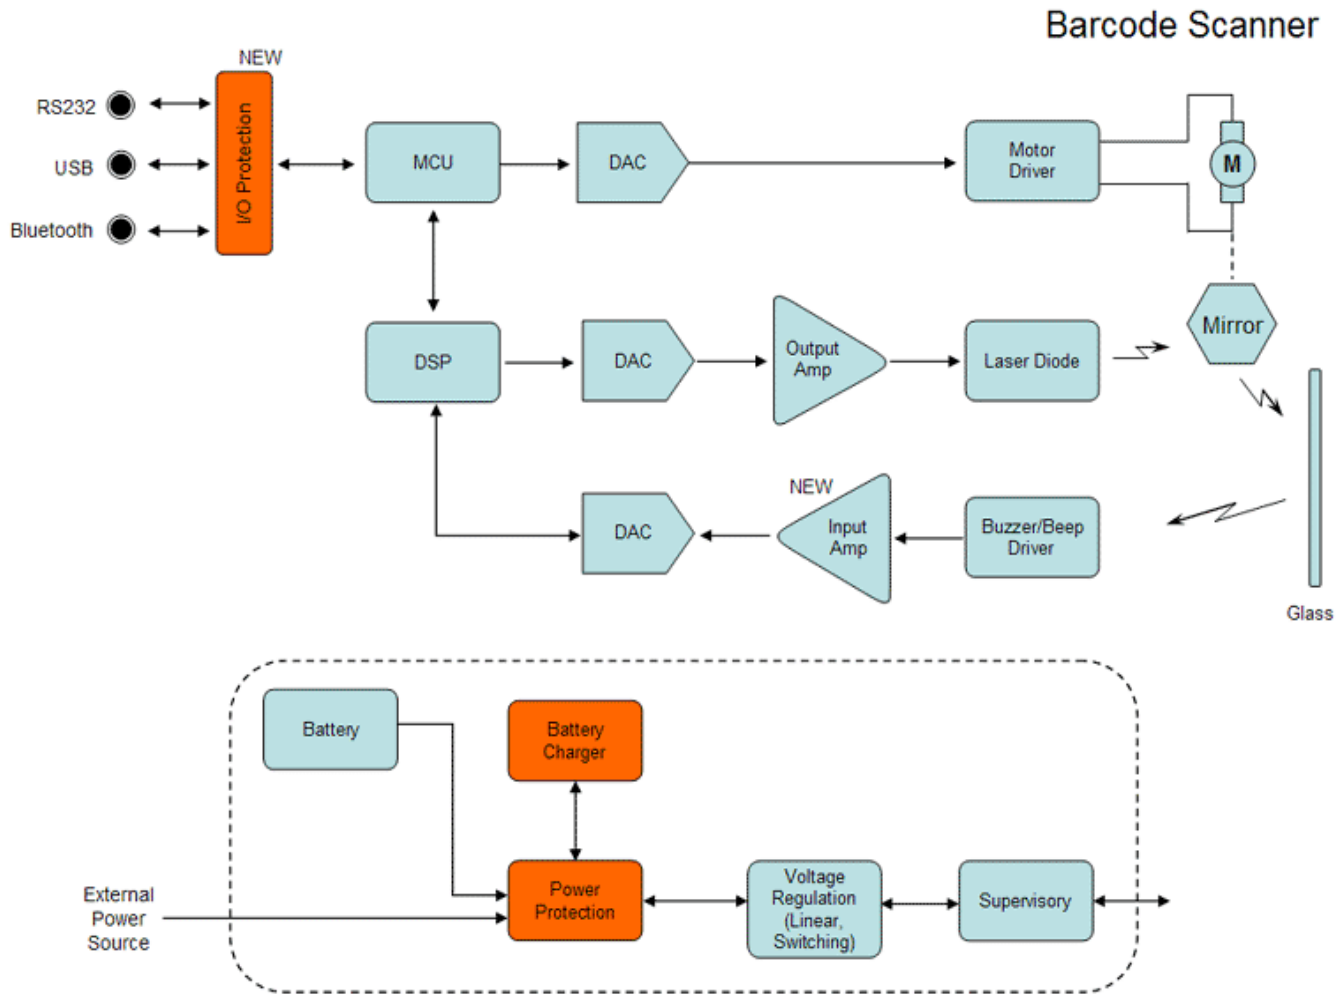 Barcode Scanner
NEW
RS232
USB
Bluetooth
I/O Protection
MCU
DAC
Motor
Driver
M
Mirror
DSP
DAC
Output
Amp
Laser Diode
NEW
DAC
Input
Amp
Buzzer/Beep
Driver
Glass
Battery
Battery
Charger
External
Power
Source
Power
Protection
Voltage
Regulation
(Linear,
Switching)
Supervisory